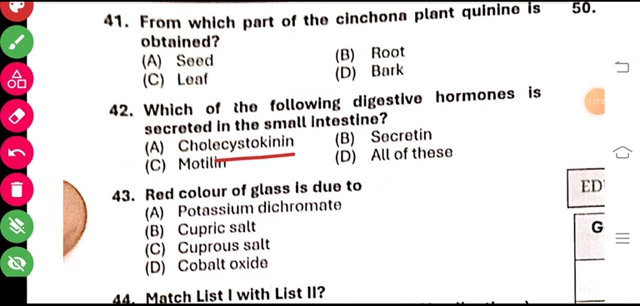 41. From which part of the cinchona plant quinine is 50.
obtained?
(A) Seed (B) Root
(C) Leaf (D) Bark
42. Which of the following digestive hormones is
secreted in the small intestine?
(A) Cholecystokinin (B) Secretin
(C) Motilin (D) All of these
43. Red colour of glass is due to
(A) Potassium dichromate
(B) Cupric salt
(C) Cuprous salt
(D) Cobalt oxide
ED
G
44. Match List I with List II?